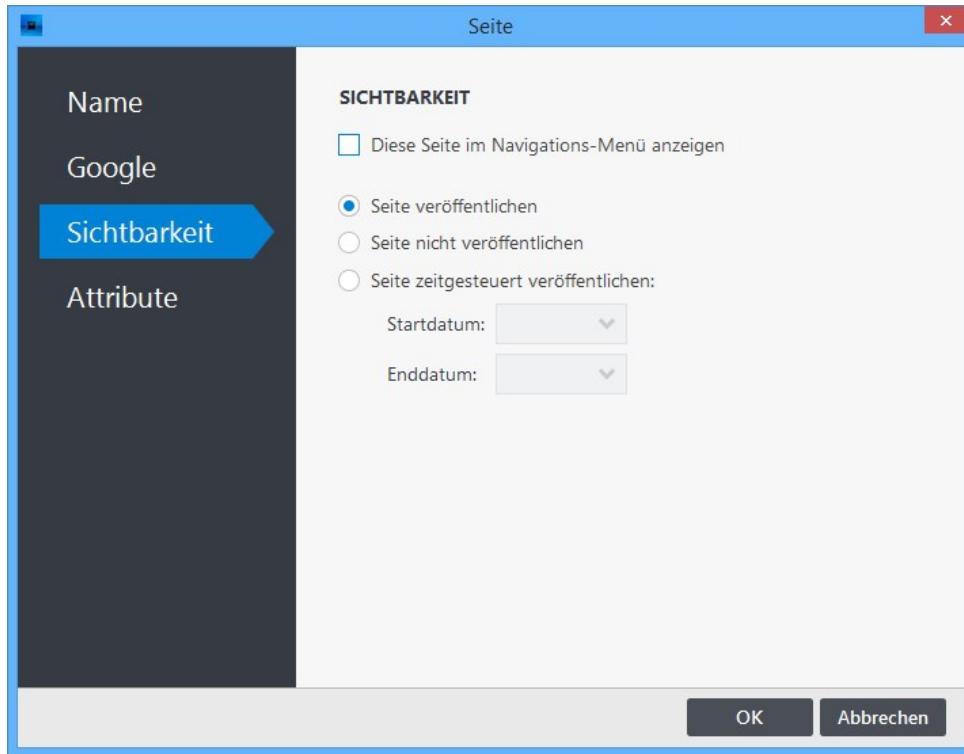 Seite
Name
Google
Sichtbarkeit
Attribute
SICHTBARKEIT
Diese Seite im Navigations-Menü anzeigen
Seite veröffentlichen
Seite nicht veröffentlichen
Seite zeitgesteuert veröffentlichen:
Startdatum:
Enddatum:
OK
Abbrechen